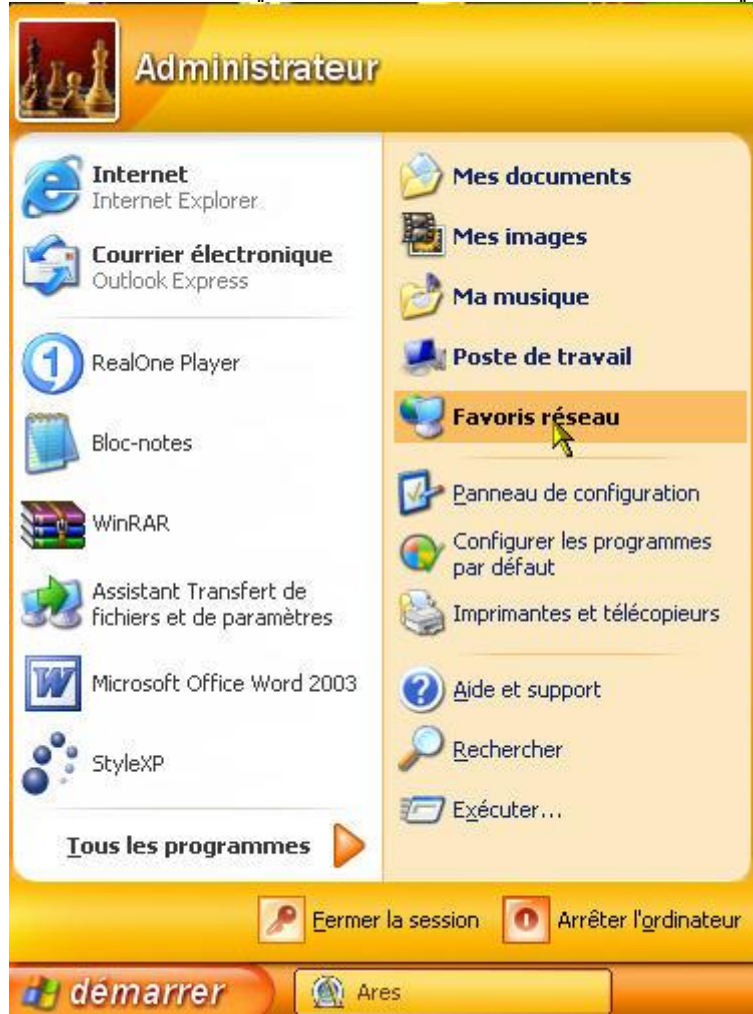 Administrateur
Internet
Internet Explorer
Courrier électronique
Outlook Express
RealOne Player
Bloc-notes
WinRAR
Assistant Transfert de
fichiers et de paramètres
Microsoft Office Word 2003
StyleXP
Tous les programmes
Mes documents
Mes images
Ma musique
Poste de travail
Favoris réseau
Panneau de configuration
Configurer les programmes
par défaut
Imprimantes et télécopieurs
Aide et support
Rechercher
Exécuter...
Fermer la session
Arrêter l'ordinateur
démarrer
Ares